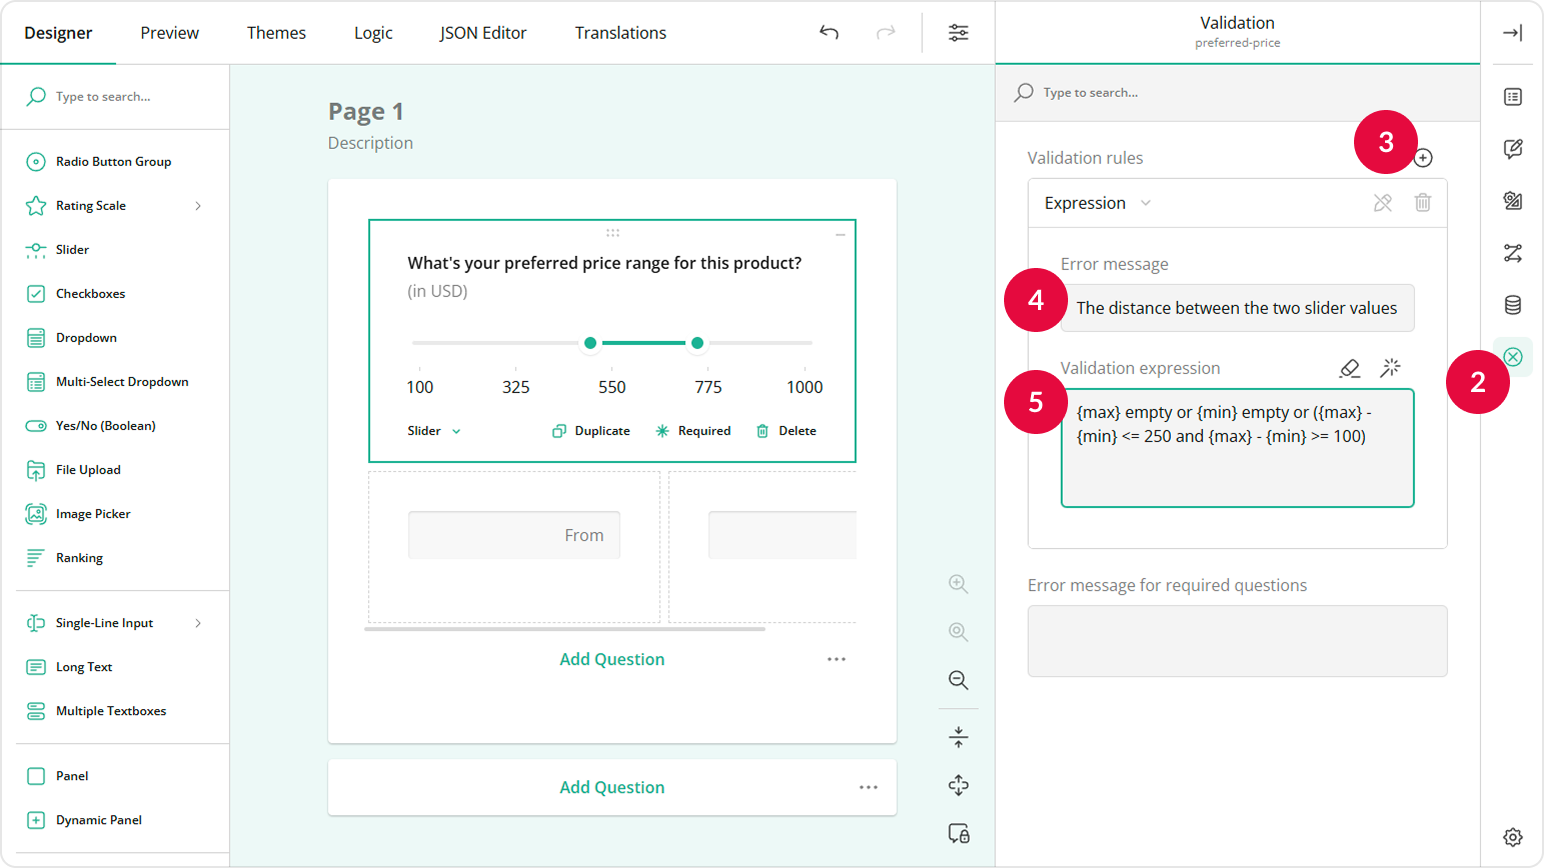 Designer
Preview
Themes
Logic
JSON Editor
Translations
Validation
preferred-price
Type to search...
Radio Button Group
Rating Scale
Slider
Checkboxes
Dropdown
Multi-Select Dropdown
Yes/No (Boolean)
File Upload
Image Picker
Ranking
Single-Line Input
Long Text
Multiple Textboxes
Panel
Dynamic Panel
Page 1
Description
What's your preferred price range for this product?
(in USD)
100 325 550 775 1000
Slider
Duplicate
Required
Delete
From
Add Question
Add Question
Type to search...
3
Validation rules
Expression
Error message
4
The distance between the two slider values
2
Validation expression
5
{max} empty or {min} empty or ({max} -
{min} <= 250 and {max} - {min} >= 100)
Error message for required questions